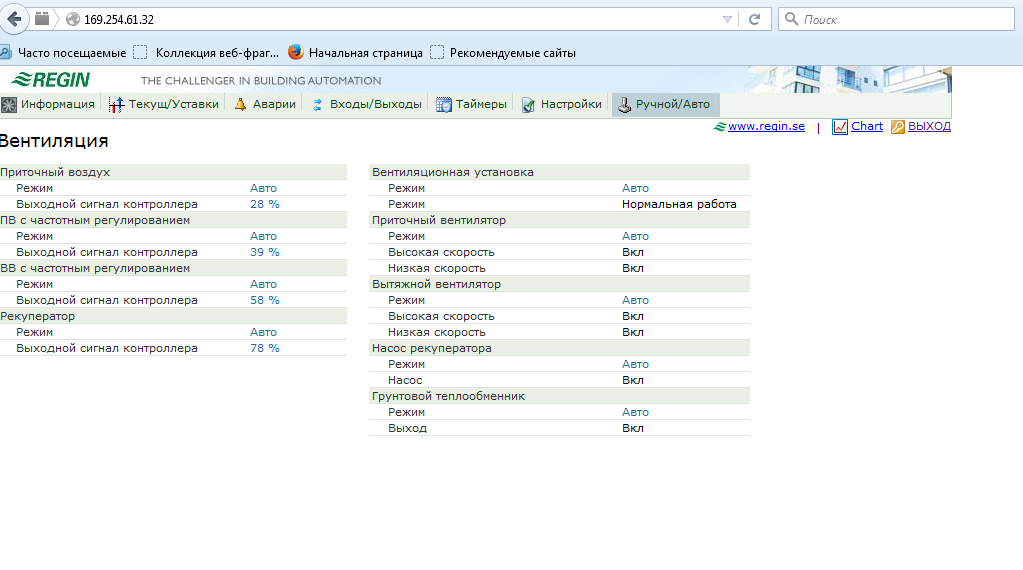 169.254.61.32
Поиск
Часто посещаемые Коллекция веб-фраг... Начальная страница Рекомендуемые сайты
REGIN THE CHALLENGER IN BUILDING AUTOMATION
Информация Текущ/Уставки Аварии Входы/Выходы Таймеры Настройки Ручной/Авто
www.regin.se | Chart ВЫХОД
Вентиляция
Приточный воздух
Режим Авто
Выходной сигнал контроллера 28 %
ПВ с частотным регулированием
Режим Авто
Выходной сигнал контроллера 39 %
ВВ с частотным регулированием
Режим Авто
Выходной сигнал контроллера 58 %
Рекуператор
Режим Авто
Выходной сигнал контроллера 78 %
Вентиляционная установка
Режим Авто
Режим Нормальная работа
Приточный вентилятор
Режим Авто
Высокая скорость Вкл
Низкая скорость Вкл
Вытяжной вентилятор
Режим Авто
Высокая скорость Вкл
Низкая скорость Вкл
Насос рекуператора
Режим Авто
Насос Вкл
Грунтовой теплообменник
Режим Авто
Выход Вкл